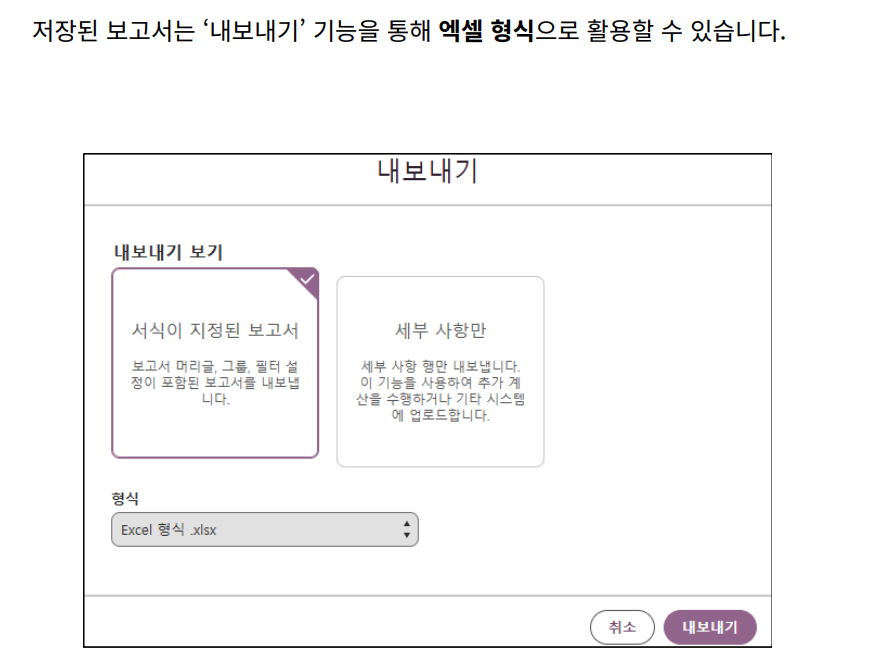 저장된 보고서는 ‘내보내기’ 기능을 통해 엑셀 형식으로 활용할 수 있습니다.
내보내기
내보내기 보기
서식이 지정된 보고서
보고서 머리글, 그룹, 필터 설
정이 포함된 보고서를 내보냅
니다.
세부 사항만
세부 사항 행만 내보냅니다.
이 기능을 사용하여 추가 계
산을 수행하거나 기타 시스템
에 업로드합니다.
형식
Excel 형식 .xlsx
취소
내보내기